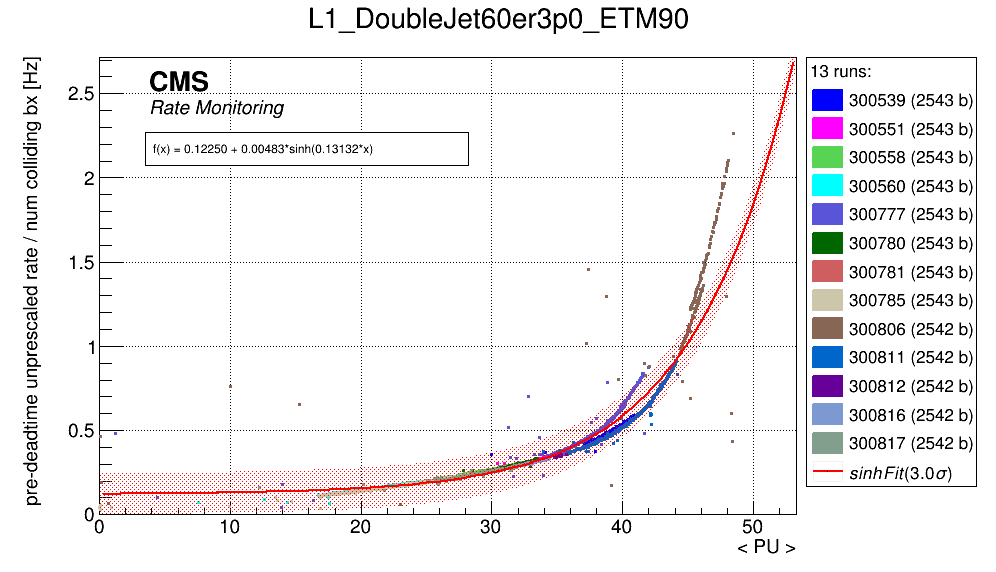 L1_DoubleJet60er3p0_ETM90
pre-deadtime unprescaled rate / num colliding bx [Hz]
CMS
Rate Monitoring
f(x) = 0.12250 + 0.00483*sinh(0.13132*x)
2.5
2
1.5
1
0.5
0
0 10 20 30 40 50
< PU >
13 runs:
300539 (2543 b)
300551 (2543 b)
300558 (2543 b)
300560 (2543 b)
300777 (2543 b)
300780 (2543 b)
300781 (2543 b)
300785 (2543 b)
300806 (2542 b)
300811 (2542 b)
300812 (2542 b)
300816 (2542 b)
300817 (2542 b)
sinhFit(3.0σ)